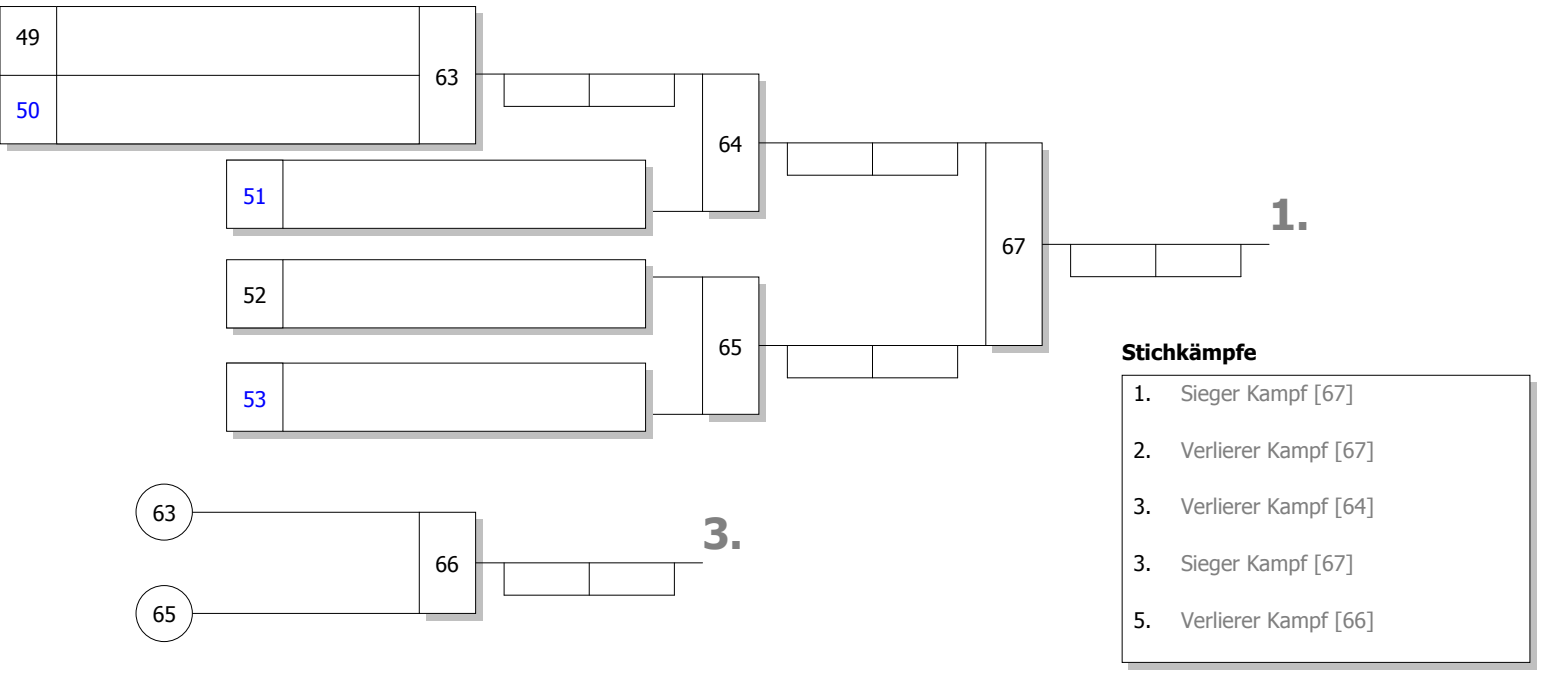 49
63
50
64
51
1.
67
52
65
Stichkämpfe
53
1. Sieger Kampf [67]
2. Verlierer Kampf [67]
3. Verlierer Kampf [64]
3. Sieger Kampf [67]
5. Verlierer Kampf [66]
63
3.
66
65